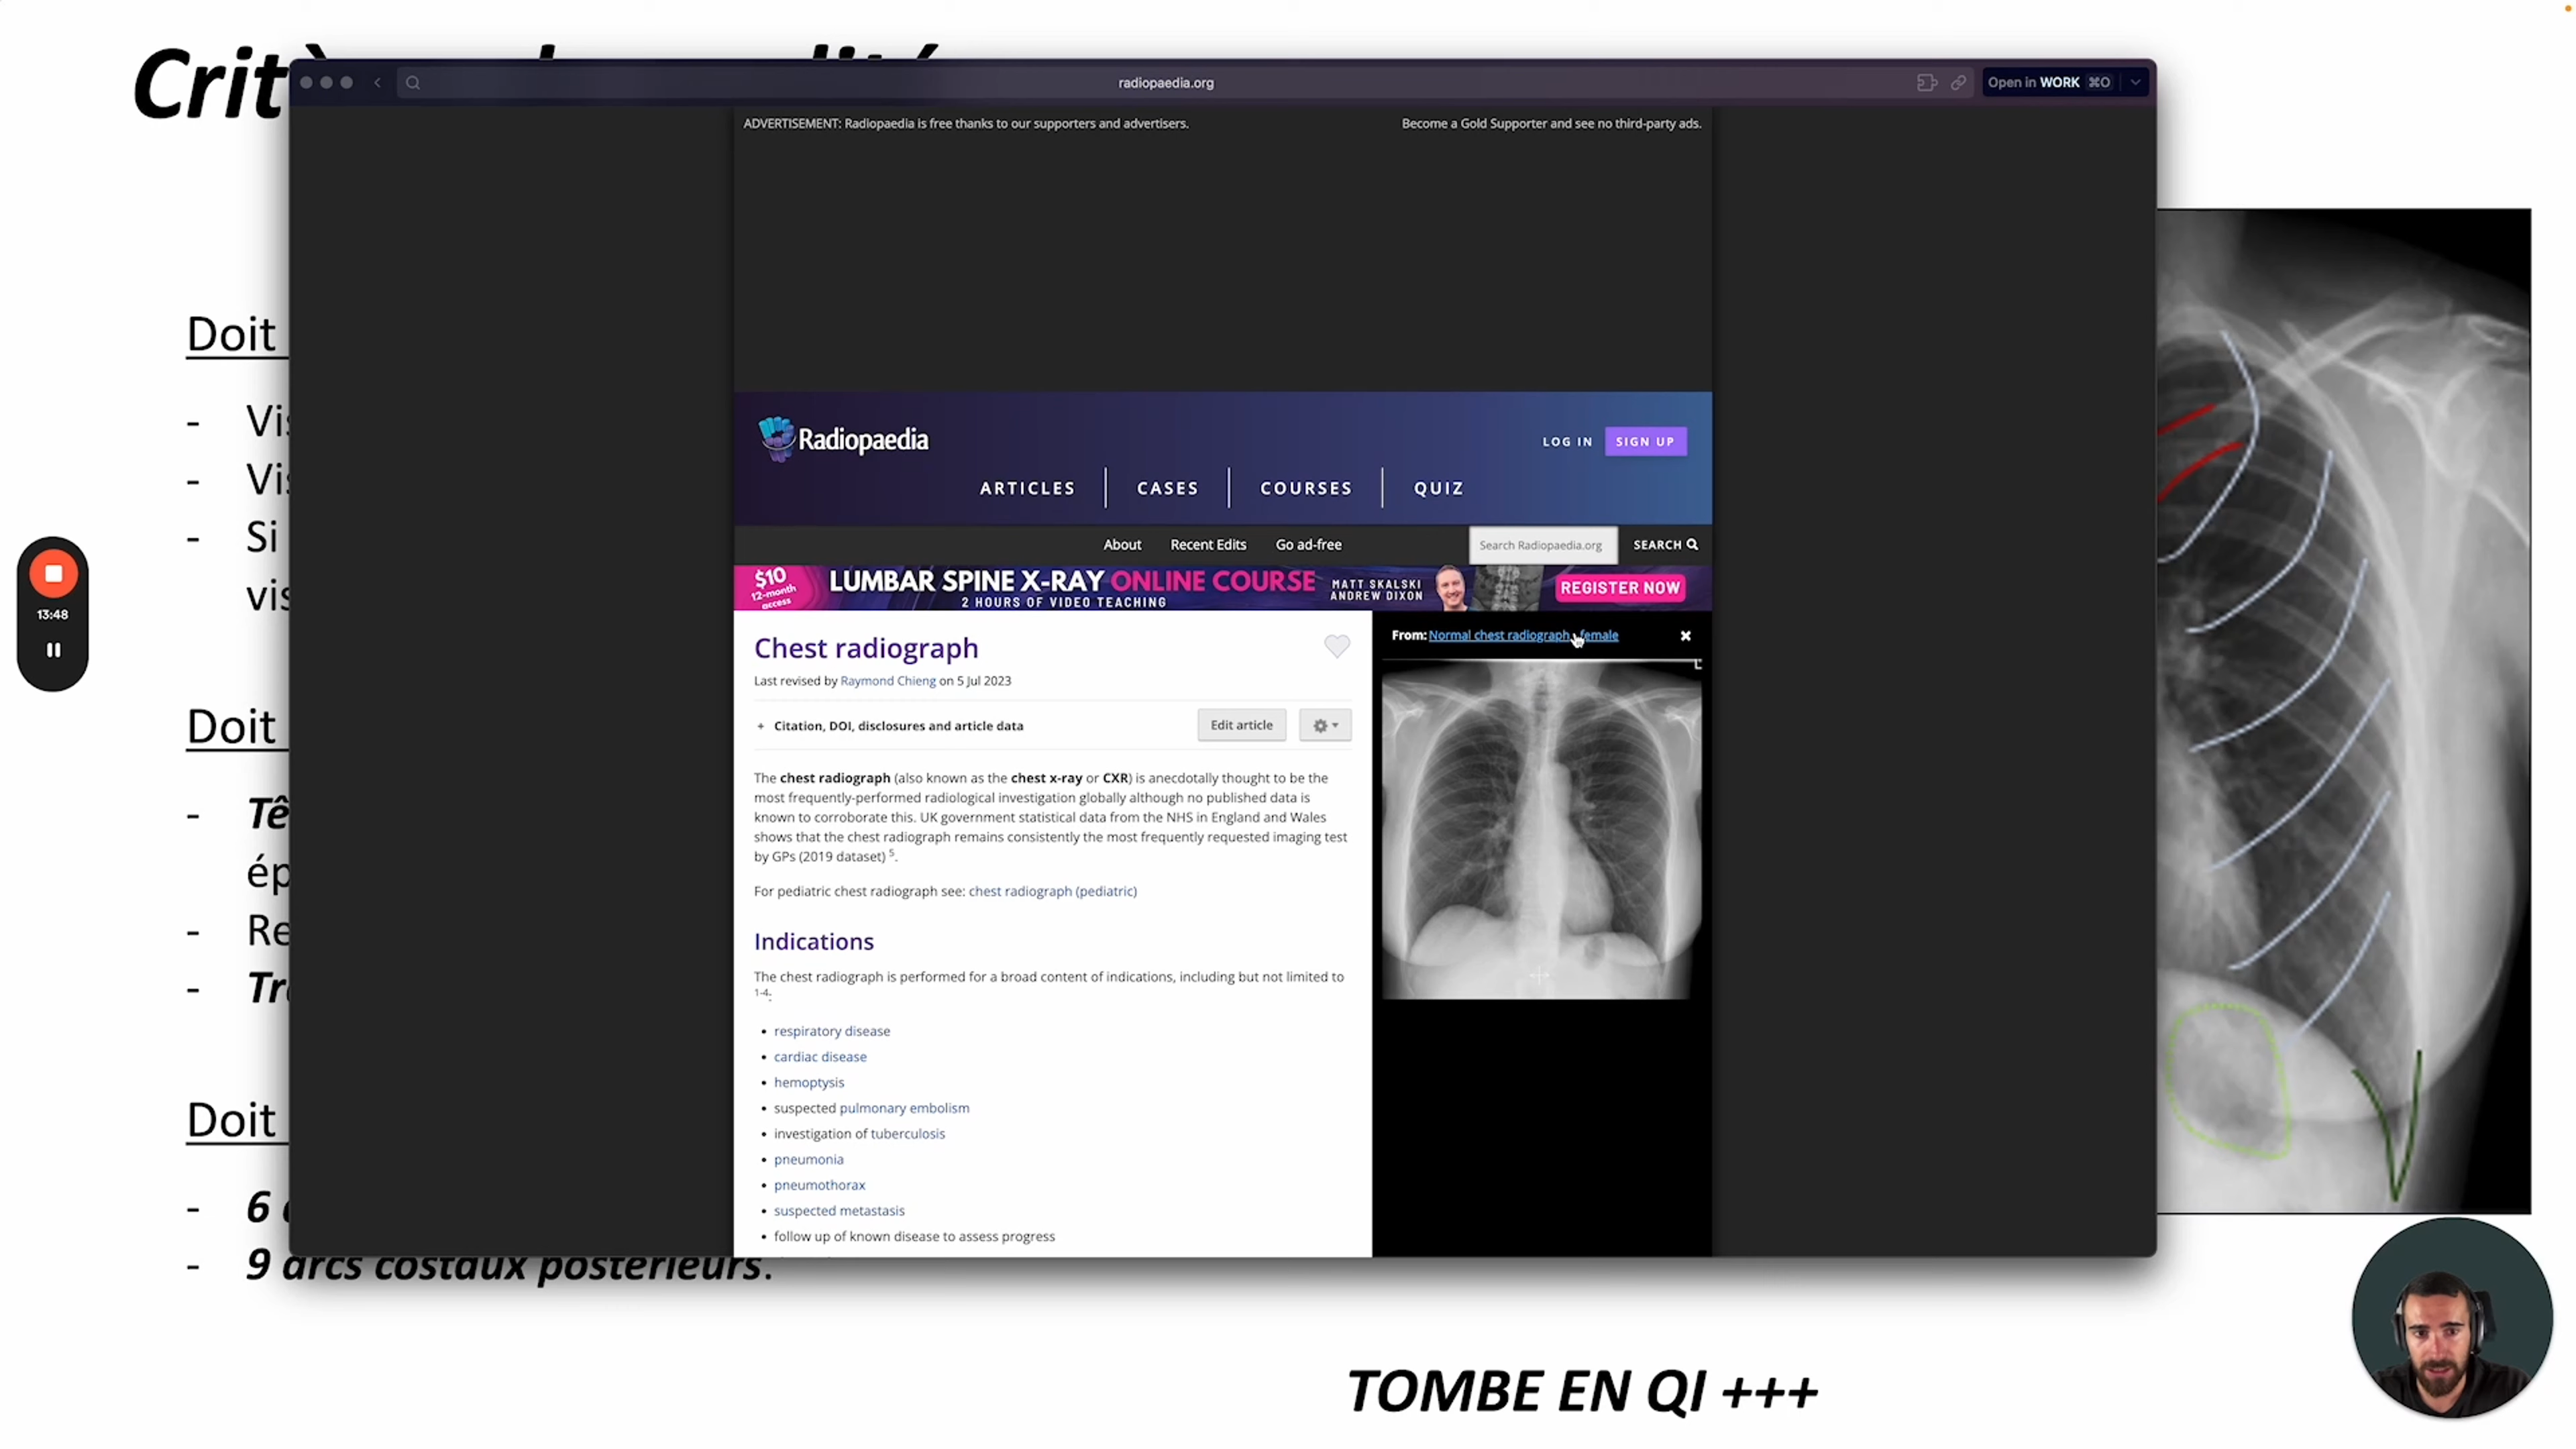 radiopaedia.org
Open in WORK ⌘O
ADVERTISEMENT: Radiopaedia is free thanks to our supporters and advertisers.
Become a Gold Supporter and see no third-party ads.
Radiopaedia
LOG IN
SIGN UP
ARTICLES
CASES
COURSES
QUIZ
About
Recent Edits
Go ad-free
Search Radiopaedia.org
SEARCH
$10
12-month
access
LUMBAR SPINE X-RAY ONLINE COURSE
2 HOURS OF VIDEO TEACHING
MATT SKALSKI
ANDREW DIXON
REGISTER NOW
Chest radiograph
Last revised by Raymond Chieng on 5 Jul 2023
+ Citation, DOI, disclosures and article data
Edit article
The chest radiograph (also known as the chest x-ray or CXR) is anecdotally thought to be the
most frequently-performed radiological investigation globally although no published data is
known to corroborate this. UK government statistical data from the NHS in England and Wales
shows that the chest radiograph remains consistently the most frequently requested imaging test
by GPs (2019 dataset) 5.
For pediatric chest radiograph see: chest radiograph (pediatric)
Indications
The chest radiograph is performed for a broad content of indications, including but not limited to
1-4:
• respiratory disease
• cardiac disease
• hemoptysis
• suspected pulmonary embolism
• investigation of tuberculosis
• pneumonia
• pneumothorax
• suspected metastasis
• follow up of known disease to assess progress
From: Normal chest radiograph female
Doit
- Si
Doit
Doit
- 6
- 9 arcs costaux postérieurs.
13:48
TOMBE EN QI +++